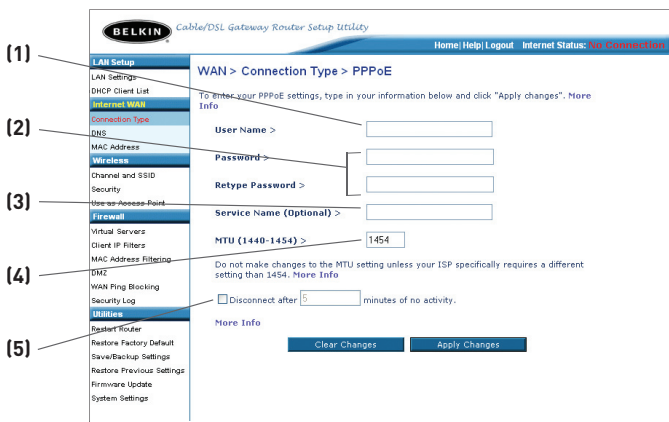 BELKIN Cable/DSL Gateway Router Setup Utility
Home| Help| Logout Internet Status: No Connection
(1)
(2)
(3)
(4)
(5)
LAN Setup
LAN Settings
DHCP Client List
Internet WAN
Connection Type
DNS
MAC Address
Wireless
Channel and SSID
Security
Use as Access Point
Firewall
Virtual Servers
Client IP Filters
MAC Address Filtering
DMZ
WAN Ping Blocking
Security Log
Utilities
Restart Router
Restore Factory Default
Save/Backup Settings
Restore Previous Settings
Firmware Update
System Settings
WAN > Connection Type > PPPoE
To enter your PPPoE settings, type in your information below and click "Apply changes". More
Info
User Name >
Password >
Retype Password >
Service Name (Optional) >
MTU (1440-1454) > 1454
Do not make changes to the MTU setting unless your ISP specifically requires a different
setting than 1454. More Info
Disconnect after 5 minutes of no activity.
More Info
Clear Changes Apply Changes